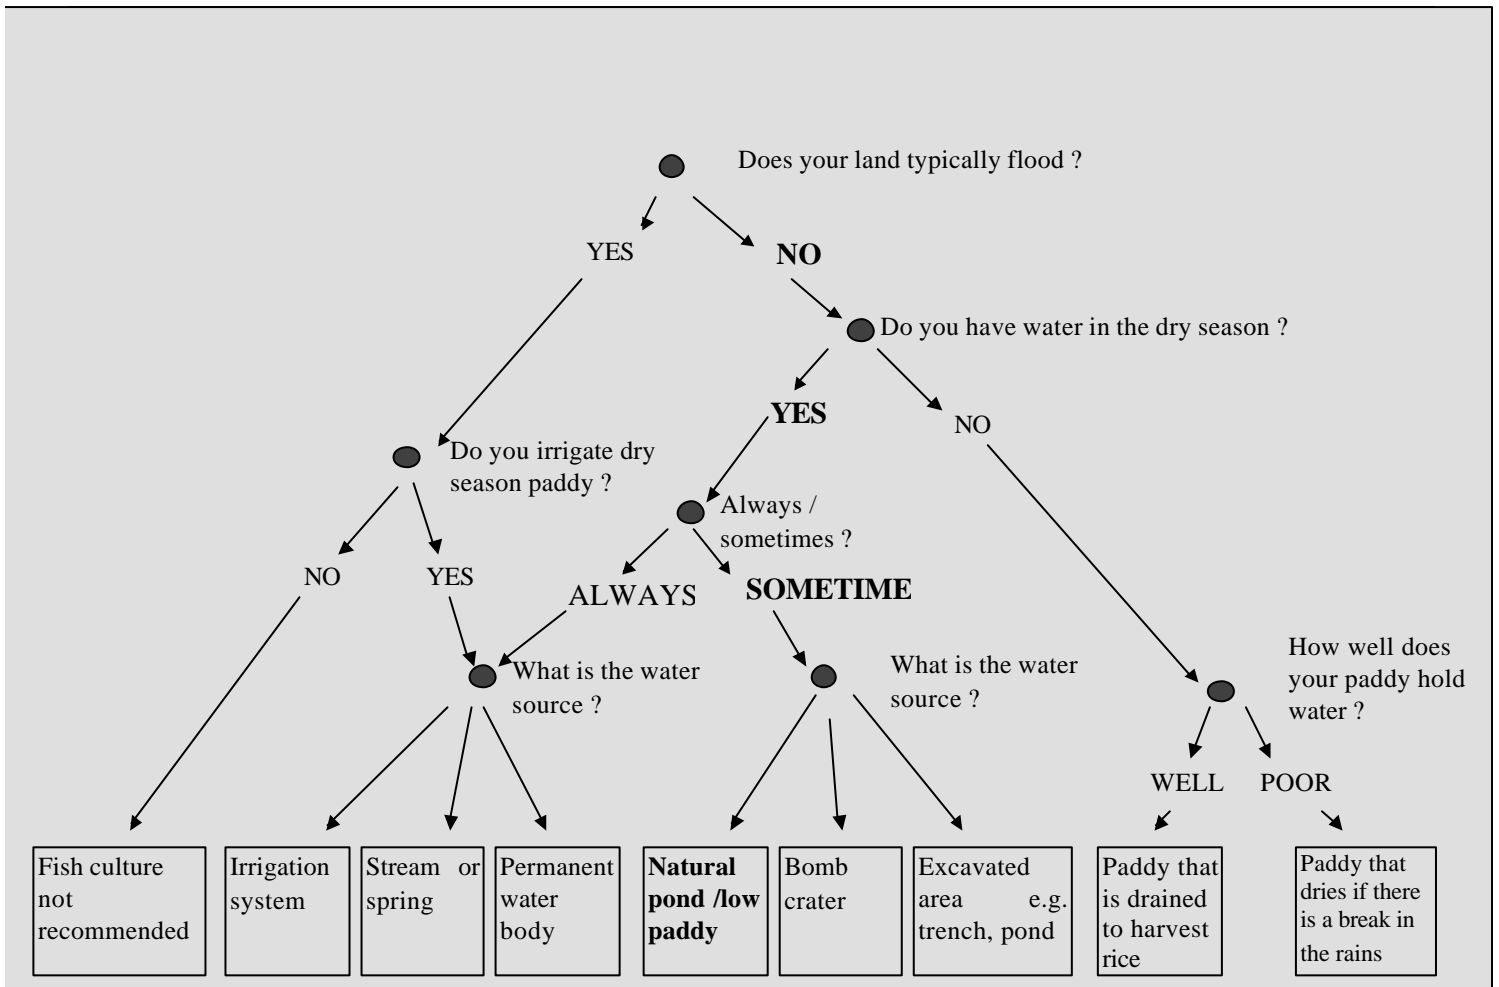 Does your land typically flood ?
YES
NO
Do you have water in the dry season ?
YES
NO
Do you irrigate dry
season paddy ?
Always /
sometimes ?
NO
YES
ALWAYS
SOMETIME
What is the water
source ?
What is the water
source ?
How well does
your paddy hold
water ?
WELL
POOR
Fish culture
not
recommended
Irrigation
system
Stream or
spring
Permanent
water
body
Natural
pond /low
paddy
Bomb
crater
Excavated
area e.g.
trench, pond
Paddy that
is drained
to harvest
rice
Paddy that
dries if there
is a break in
the rains